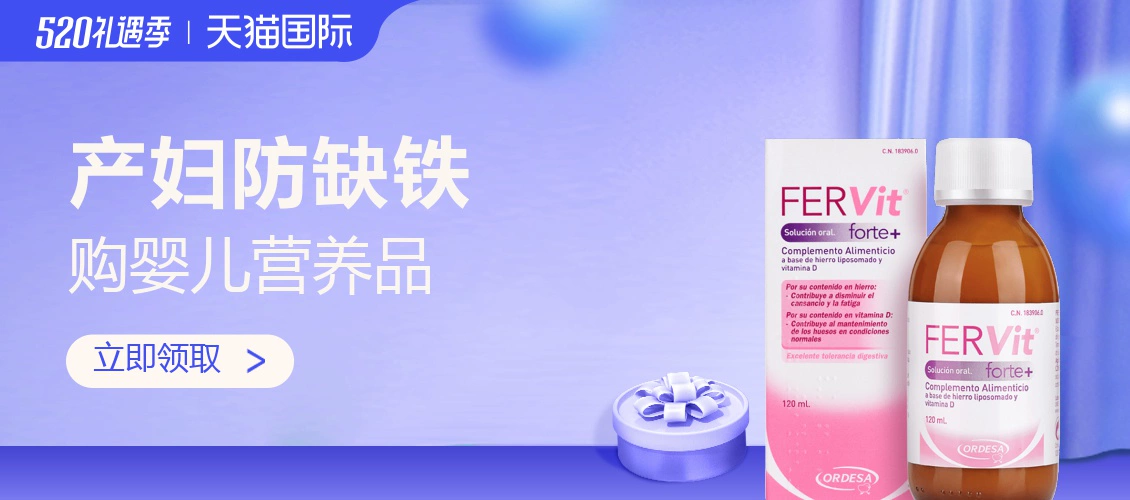 520礼遇季 | 天猫国际
产妇防缺铁
购婴儿营养品
立即领取 >
C.N. 183906.0
FERVit®
Solución oral. forte+
Complemento Alimenticio
a base de hierro liposomado y
vitamina D
Por su contenido en hierro:
- Contribuye a disminuir el
cansancio y la fatiga
Por su contenido en vitamina D:
- Contribuye al mantenimiento
de los huesos en condiciones
normales
Excelente tolerancia digestiva
120 mL.
ORDESA
C.N. 183906.0
FERVit®
Solución oral. forte+
Complemento Alimenticio
a base de hierro liposomado y
vitamina D
120 mL.
ORDESA